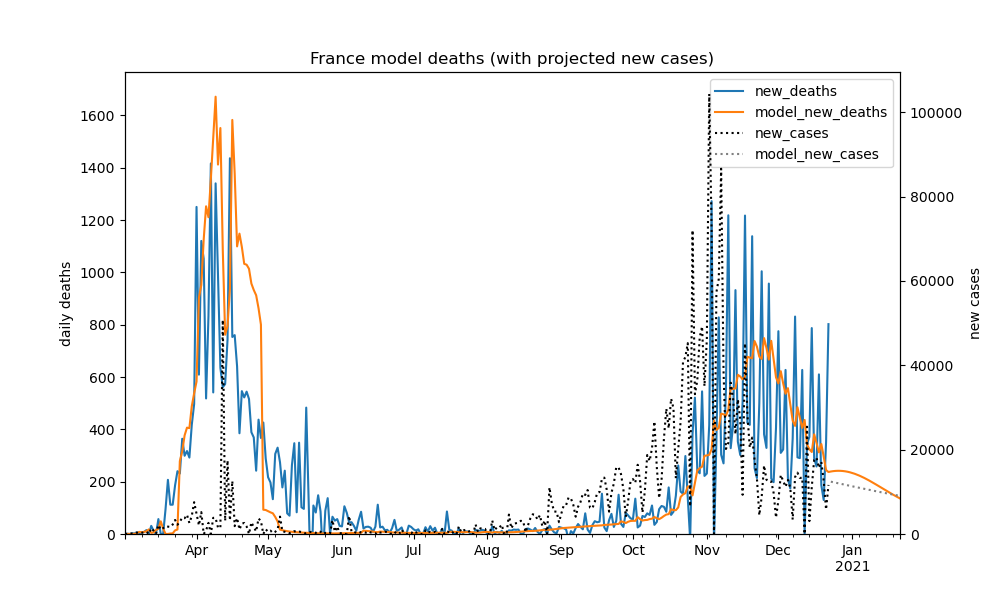 France model deaths (with projected new cases)
new_deaths
model_new_deaths
new_cases
model_new_cases
1600
1400
1200
1000
800
600
400
200
0
daily deaths
100000
80000
60000
40000
20000
0
new cases
Apr
May
Jun
Jul
Aug
Sep
Oct
Nov
Dec
Jan
2021